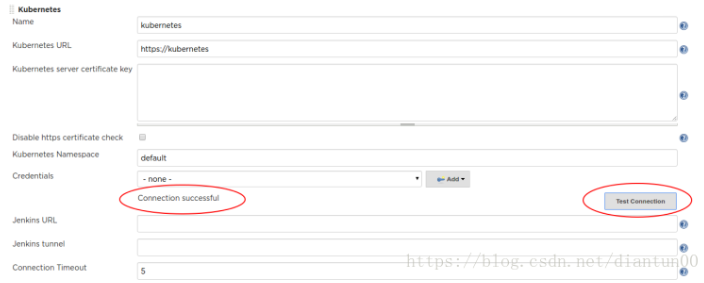 Kubernetes
Name
kubernetes
Kubernetes URL
https://kubernetes
Kubernetes server certificate key
Disable https certificate check
Kubernetes Namespace
default
Credentials
- none -
Add
Connection successful
Test Connection
Jenkins URL
Jenkins tunnel
https://blog.csdn.net/diantun00
Connection Timeout
5